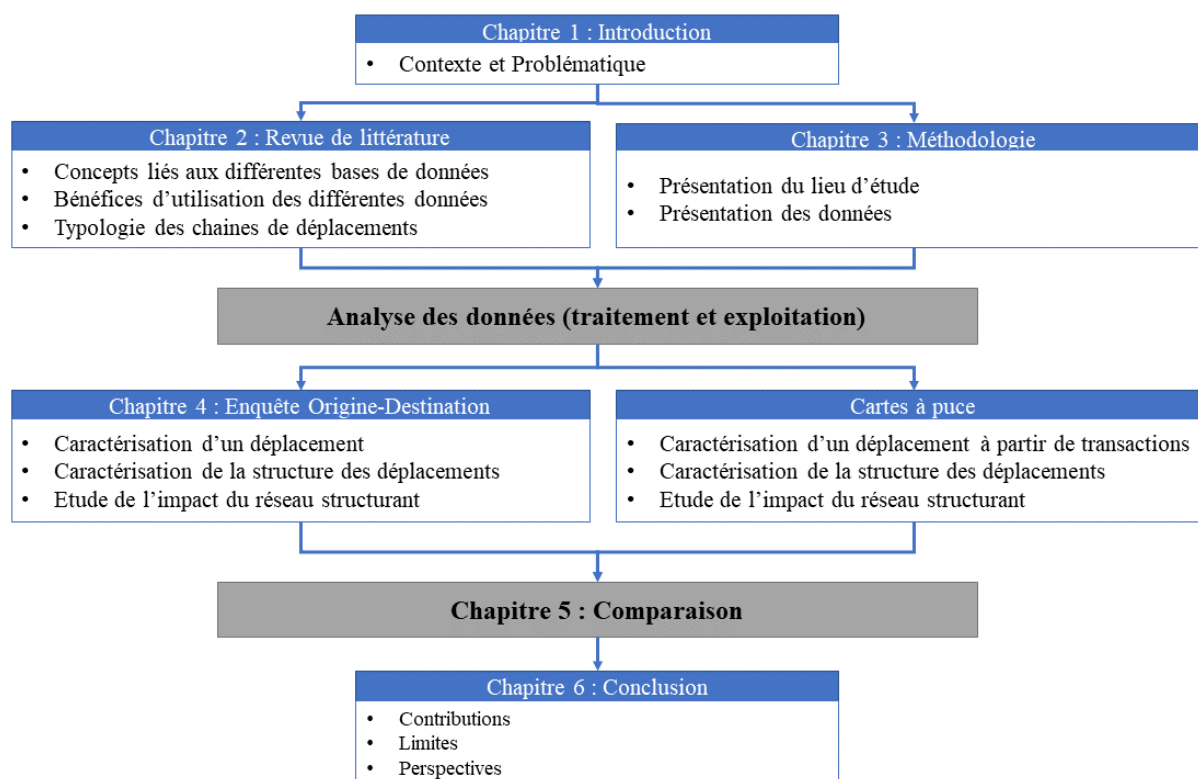 Chapitre 1 : Introduction
• Contexte et Problématique
Chapitre 2 : Revue de littérature
• Concepts liés aux différentes bases de données
• Bénéfices d’utilisation des différentes données
• Typologie des chaines de déplacements
Chapitre 3 : Méthodologie
• Présentation du lieu d’étude
• Présentation des données
Analyse des données (traitement et exploitation)
Chapitre 4 : Enquête Origine-Destination
• Caractérisation d’un déplacement
• Caractérisation de la structure des déplacements
• Etude de l’impact du réseau structurant
Cartes à puce
• Caractérisation d’un déplacement à partir de transactions
• Caractérisation de la structure des déplacements
• Etude de l’impact du réseau structurant
Chapitre 5 : Comparaison
Chapitre 6 : Conclusion
• Contributions
• Limites
• Perspectives